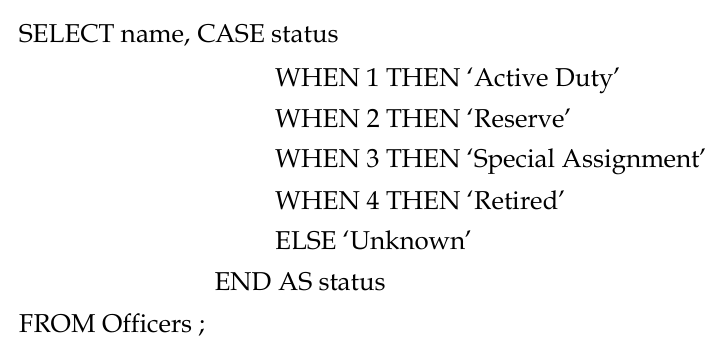 SELECT name, CASE status
WHEN 1 THEN ‘Active Duty’
WHEN 2 THEN ‘Reserve’
WHEN 3 THEN ‘Special Assignment’
WHEN 4 THEN ‘Retired’
ELSE ‘Unknown’
END AS status
FROM Officers ;